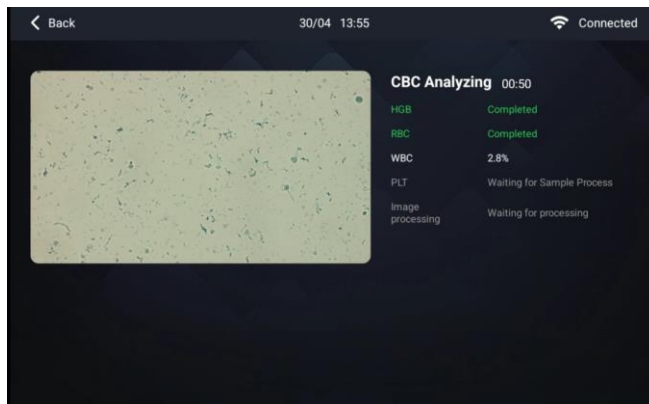 Back
30/04 13:55
Connected
CBC Analyzing 00:50
HGB Completed
RBC Completed
WBC 2.8%
PLT Waiting for Sample Process
Image
processing
Waiting for processing